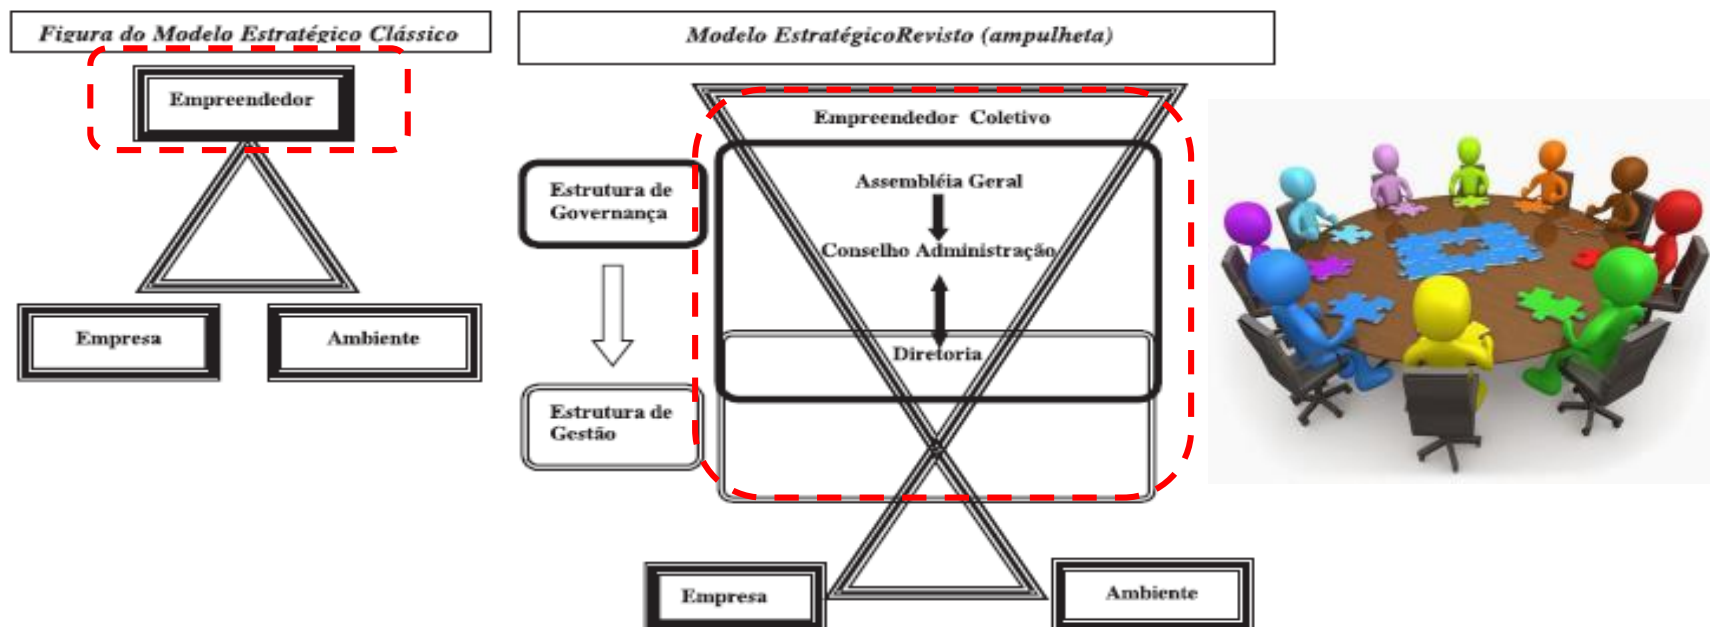 Figura do Modelo Estratégico Clássico
Empreendedor
Empresa
Ambiente
Modelo EstratégicoRevisto (ampulheta)
Empreendedor Coletivo
Estrutura de
Governança
Assembléia Geral
Conselho Administração
Diretoria
Estrutura de
Gestão
Empresa
Ambiente